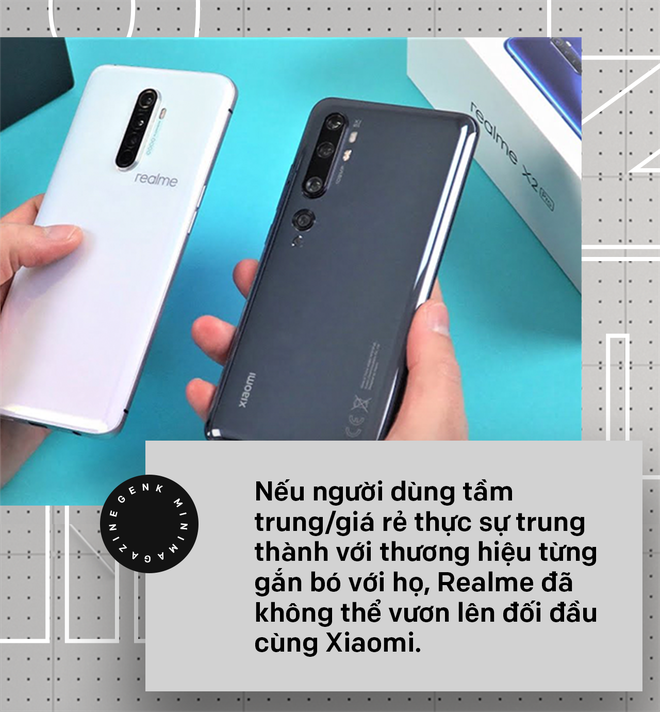 realme
realme X2 Pro
xiaomi
GENK MINIMAGAZINE
Nếu người dùng tầm
trung/giá rẻ thực sự trung
thành với thương hiệu từng
gắn bó với họ, Realme đã
không thể vươn lên đối đầu
cùng Xiaomi.